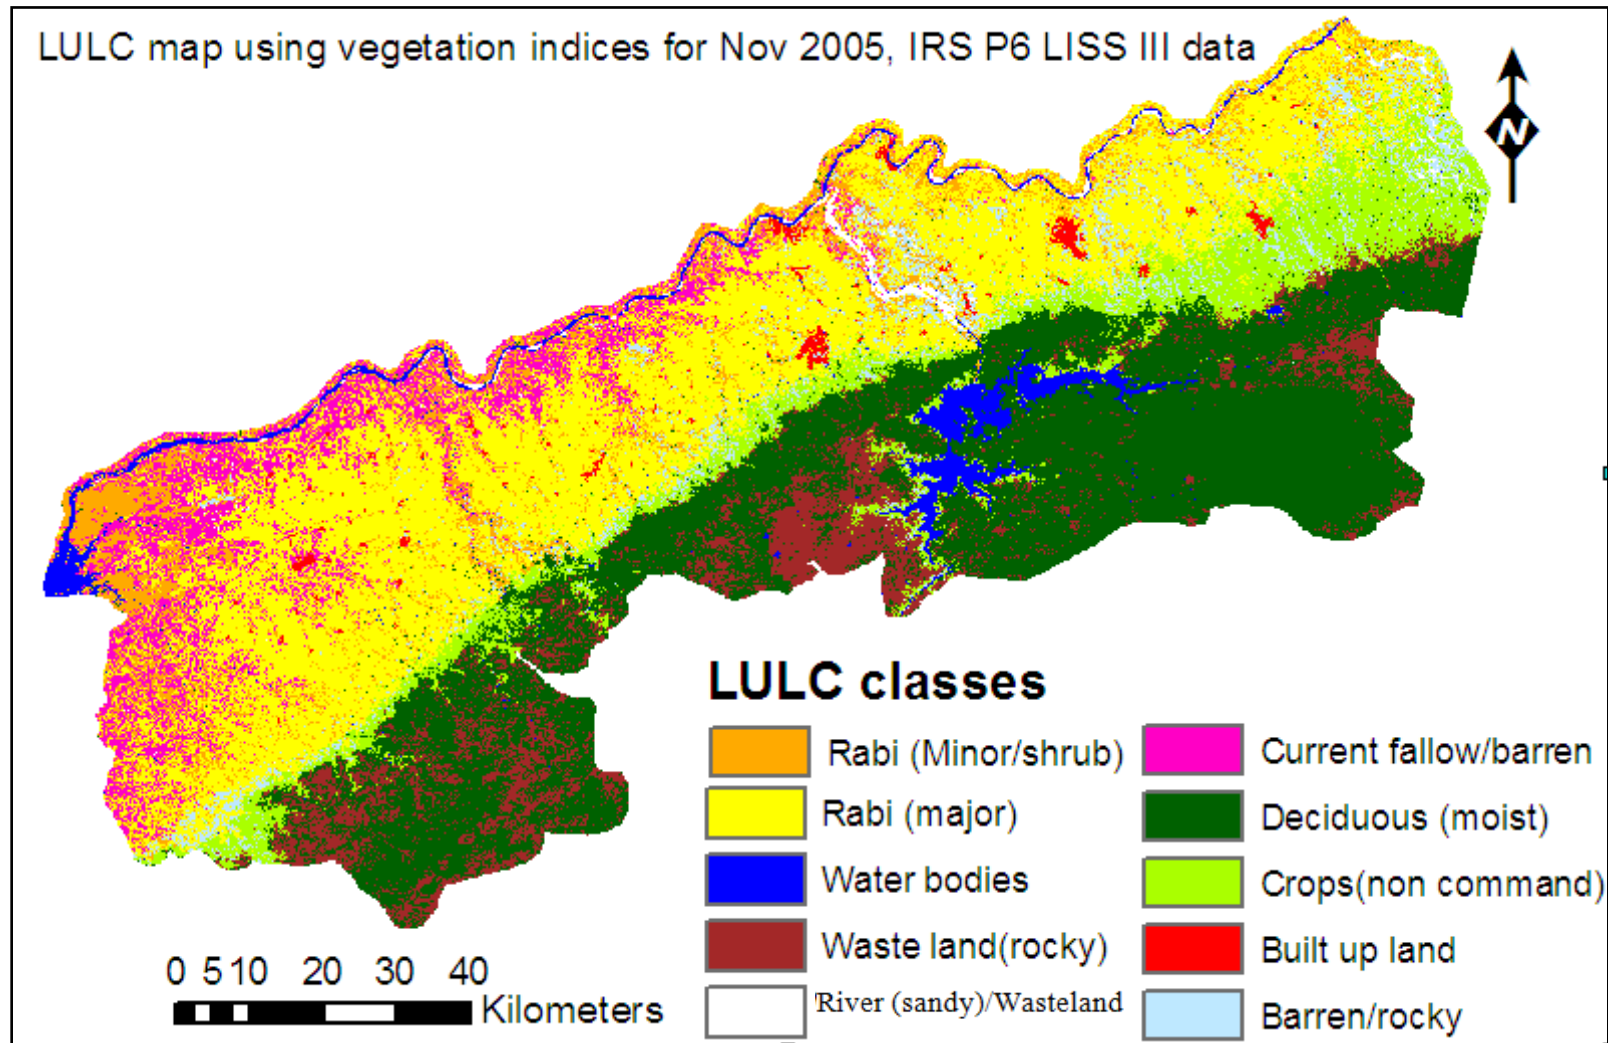 LULC map using vegetation indices for Nov 2005, IRS P6 LISS III data
N
LULC classes
Rabi (Minor/shrub)
Current fallow/barren
Rabi (major)
Deciduous (moist)
Water bodies
Crops(non command)
Waste land(rocky)
Built up land
River (sandy)/Wasteland
Barren/rocky
0 5 10 20 30 40
Kilometers